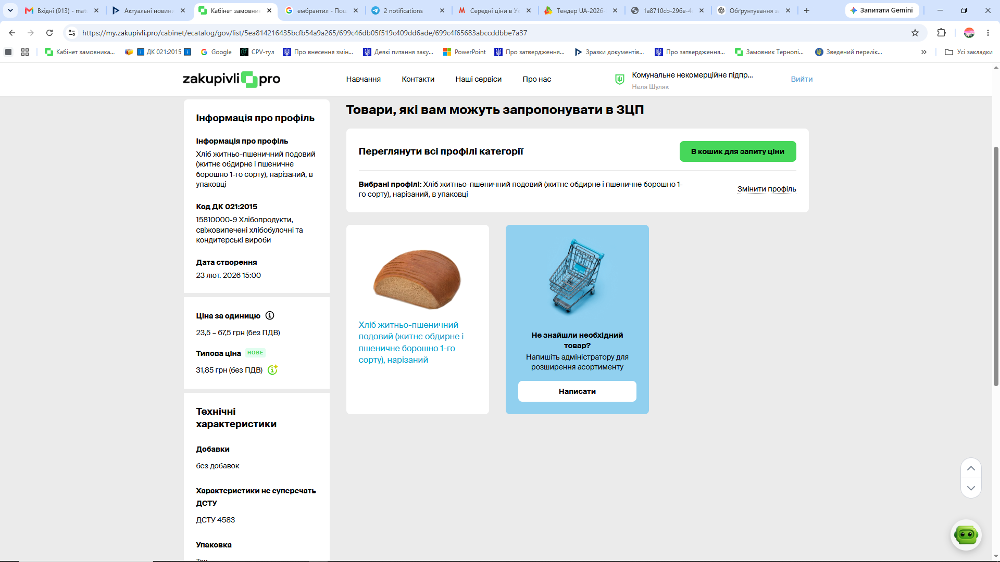 Вхідні (913) - mat
Актуальні новини
Кабінет замовник
ембрантил - Пош
2 notifications
Середні ціни в Ук
Тендер UA-2026-
1a8710cb-296e-4
Обґрунтування з
Запитати Gemini
https://my.zakupivli.pro/cabinet/ecatalog/gov/list/5ea814216435bcfb54a9a265/699c46db05f519c409dd6ade/699c4f65683abccddbbe7a37
Кабінет замовника...
ДК 021:2015
Google
CPV-тул
Про внесення змін...
Деякі питання заку...
PowerPoint
Про затвердження...
Зразки документів...
Про затвердження...
Замовник Тернопі...
Зведений перелік...
Усі закладки
zakupivli pro
Навчання
Контакти
Наші сервіси
Про нас
Комунальне некомерційне підпр...
Неля Шуляк
Вийти
Інформація про профіль
Інформація про профіль
Хліб житньо-пшеничний подовий
(житнє обдирне і пшеничне
борошно 1-го сорту), нарізаний, в
упаковці
Код ДК 021:2015
15810000-9 Хлібопродукти,
свіжовипечені хлібобулочні та
кондитерські вироби
Дата створення
23 лют. 2026 15:00
Ціна за одиницю
23,5 – 67,5 грн (без ПДВ)
Типова ціна НОВЕ
31,85 грн (без ПДВ)
Технічні
характеристики
Добавки
без добавок
Характеристики не суперечать
ДСТУ
ДСТУ 4583
Упаковка
Товари, які вам можуть запропонувати в ЗЦП
Переглянути всі профілі категорії
В кошик для запиту ціни
Вибрані профілі: Хліб житньо-пшеничний подовий (житнє обдирне і пшеничне борошно 1-
го сорту), нарізаний, в упаковці
Змінити профіль
Хліб житньо-пшеничний
подовий (житнє обдирне і
пшеничне борошно 1-го
сорту), нарізаний
Не знайшли необхідний
товар?
Напишіть адміністратору для
розширення асортименту
Написати